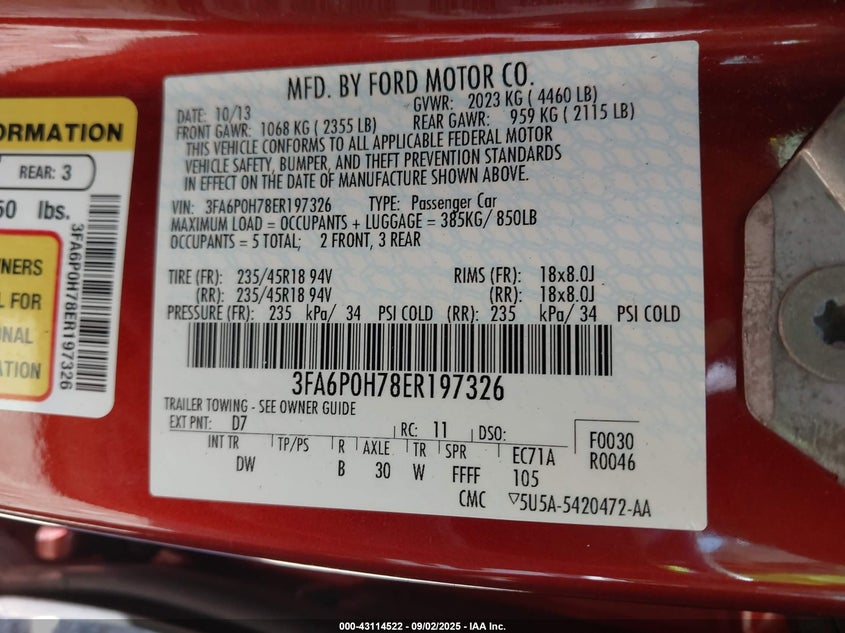 ORMATION
REAR: 3
50 lbs.
WNERS
L FOR
ONAL
ATION
3FA6P0H78ER197326
MFD. BY FORD MOTOR CO.
DATE: 10/13 GVWR: 2023 KG ( 4460 LB)
FRONT GAWR: 1068 KG ( 2355 LB) REAR GAWR: 959 KG ( 2115 LB)
THIS VEHICLE CONFORMS TO ALL APPLICABLE FEDERAL MOTOR
VEHICLE SAFETY, BUMPER, AND THEFT PREVENTION STANDARDS
IN EFFECT ON THE DATE OF MANUFACTURE SHOWN ABOVE.
VIN: 3FA6P0H78ER197326 TYPE: Passenger Car
MAXIMUM LOAD = OCCUPANTS + LUGGAGE = 385KG/ 850LB
OCCUPANTS = 5 TOTAL; 2 FRONT, 3 REAR
TIRE (FR): 235/45R18 94V RIMS (FR): 18x8.0J
(RR): 235/45R18 94V (RR): 18x8.0J
PRESSURE (FR): 235 kPa/ 34 PSI COLD (RR): 235 kPa/ 34 PSI COLD
3FA6P0H78ER197326
TRAILER TOWING - SEE OWNER GUIDE
EXT PNT: D7 RC: 11 DSO: F0030
INT TR TP/PS R AXLE TR SPR EC71A R0046
DW B 30 W FFFF 105
CMC ▽5U5A-5420472-AA
000-43114522 - 09/02/2025 - IAA Inc.